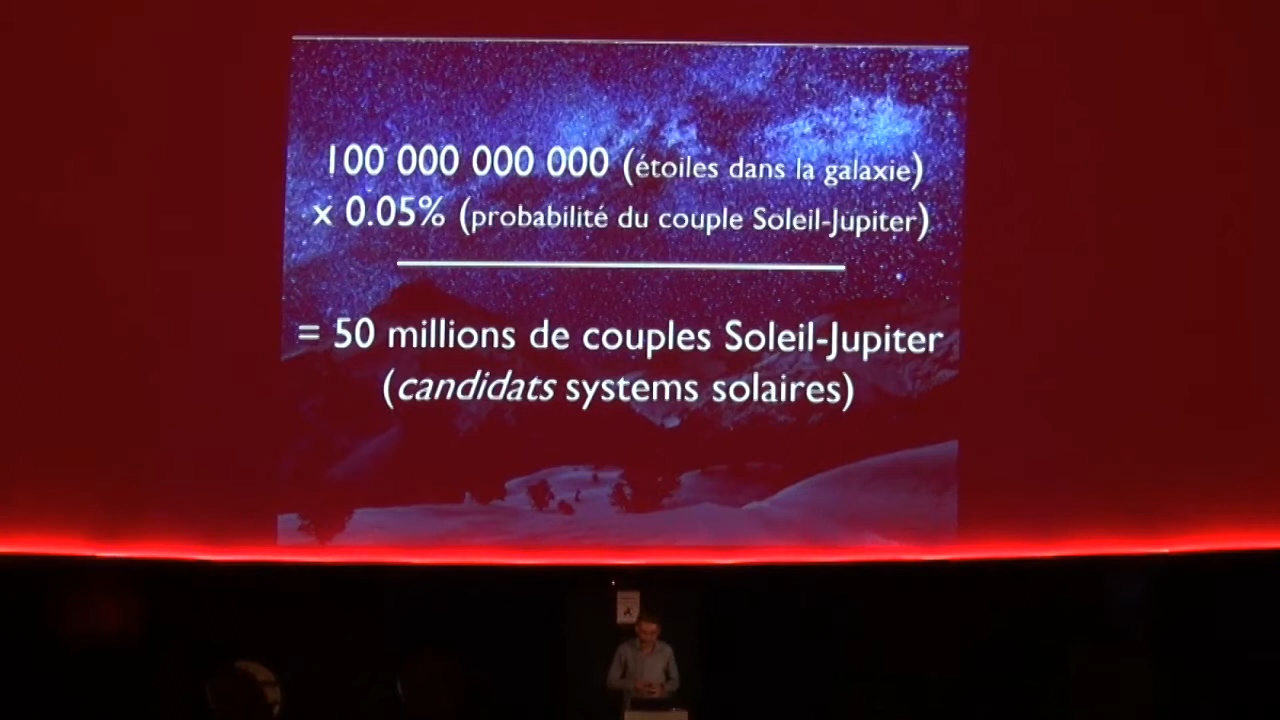 100 000 000 000 (étoiles dans la galaxie)
x 0.05% (probabilité du couple Soleil-Jupiter)
= 50 millions de couples Soleil-Jupiter
(candidats systems solaires)